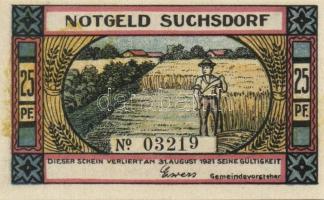 NOTGELD SUCHSDORF
25 PF. 25 PF.
No 03219
DIESER SCHEIN VERLIERT AM 31. AUGUST 1921 SEINE GÜLTIGKEIT
Gemeindevorsteher